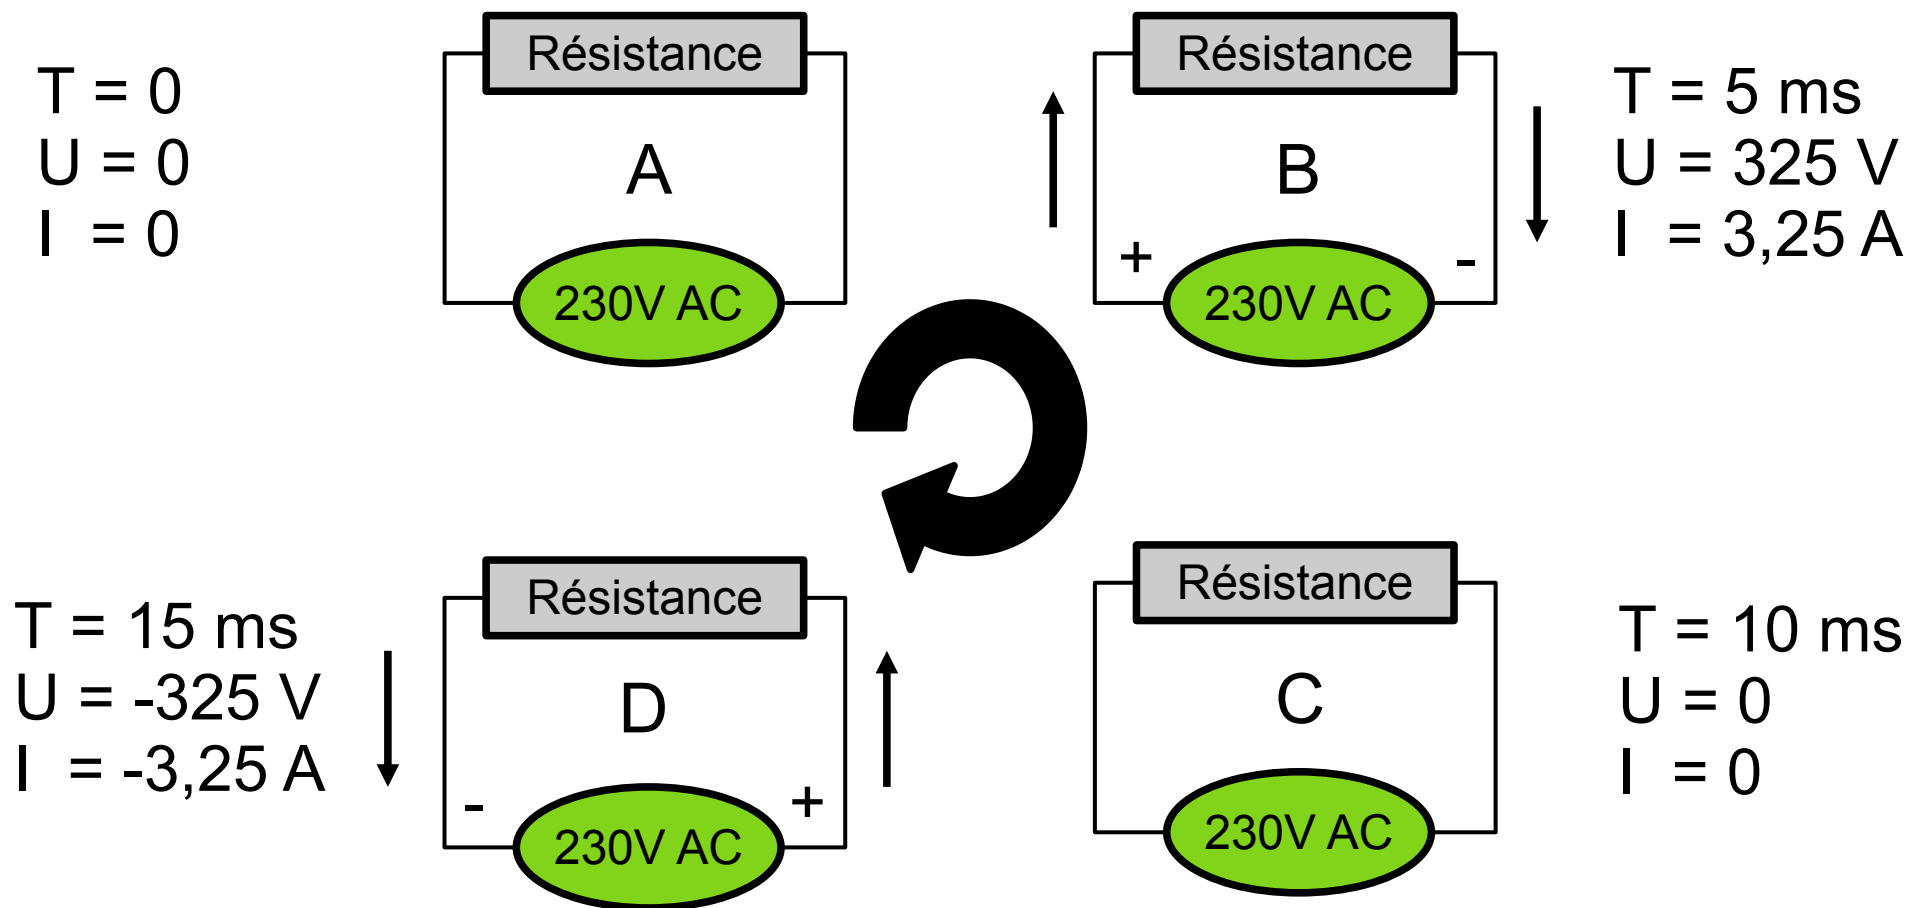 T = 0
U = 0
I = 0
Résistance
A
230V AC
Résistance
B
+
-
230V AC
T = 5 ms
U = 325 V
I = 3,25 A
T = 15 ms
U = -325 V
I = -3,25 A
Résistance
D
-
+
230V AC
Résistance
C
230V AC
T = 10 ms
U = 0
I = 0